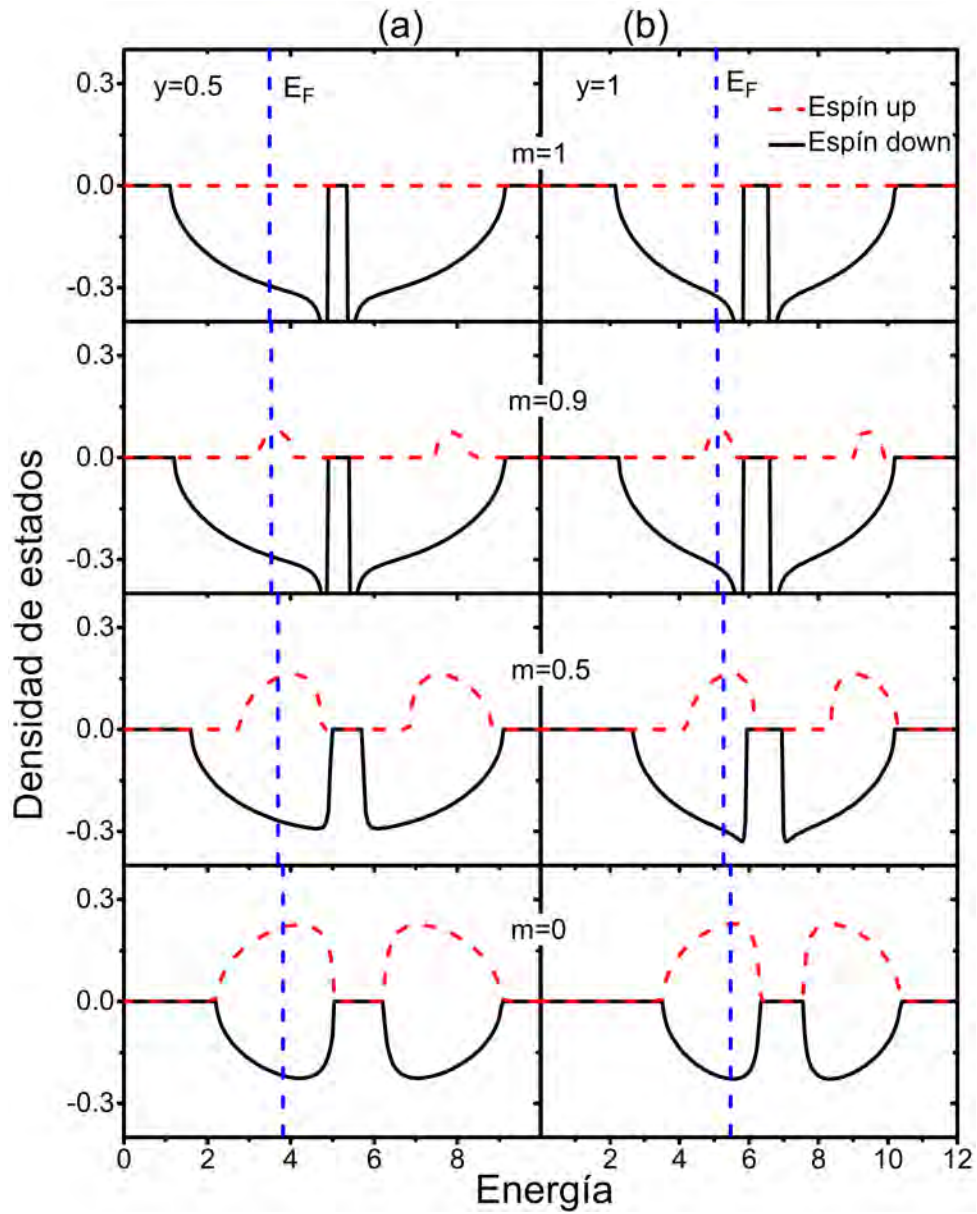 (a) (b)
y=0.5 E_F y=1 E_F
Espín up
Espín down
m=1
0.3
0.0
-0.3
m=0.9
0.3
0.0
-0.3
m=0.5
0.3
0.0
-0.3
m=0
0.3
0.0
-0.3
Densidad de estados
0 2 4 6 8 2 4 6 8 10 12
Energía